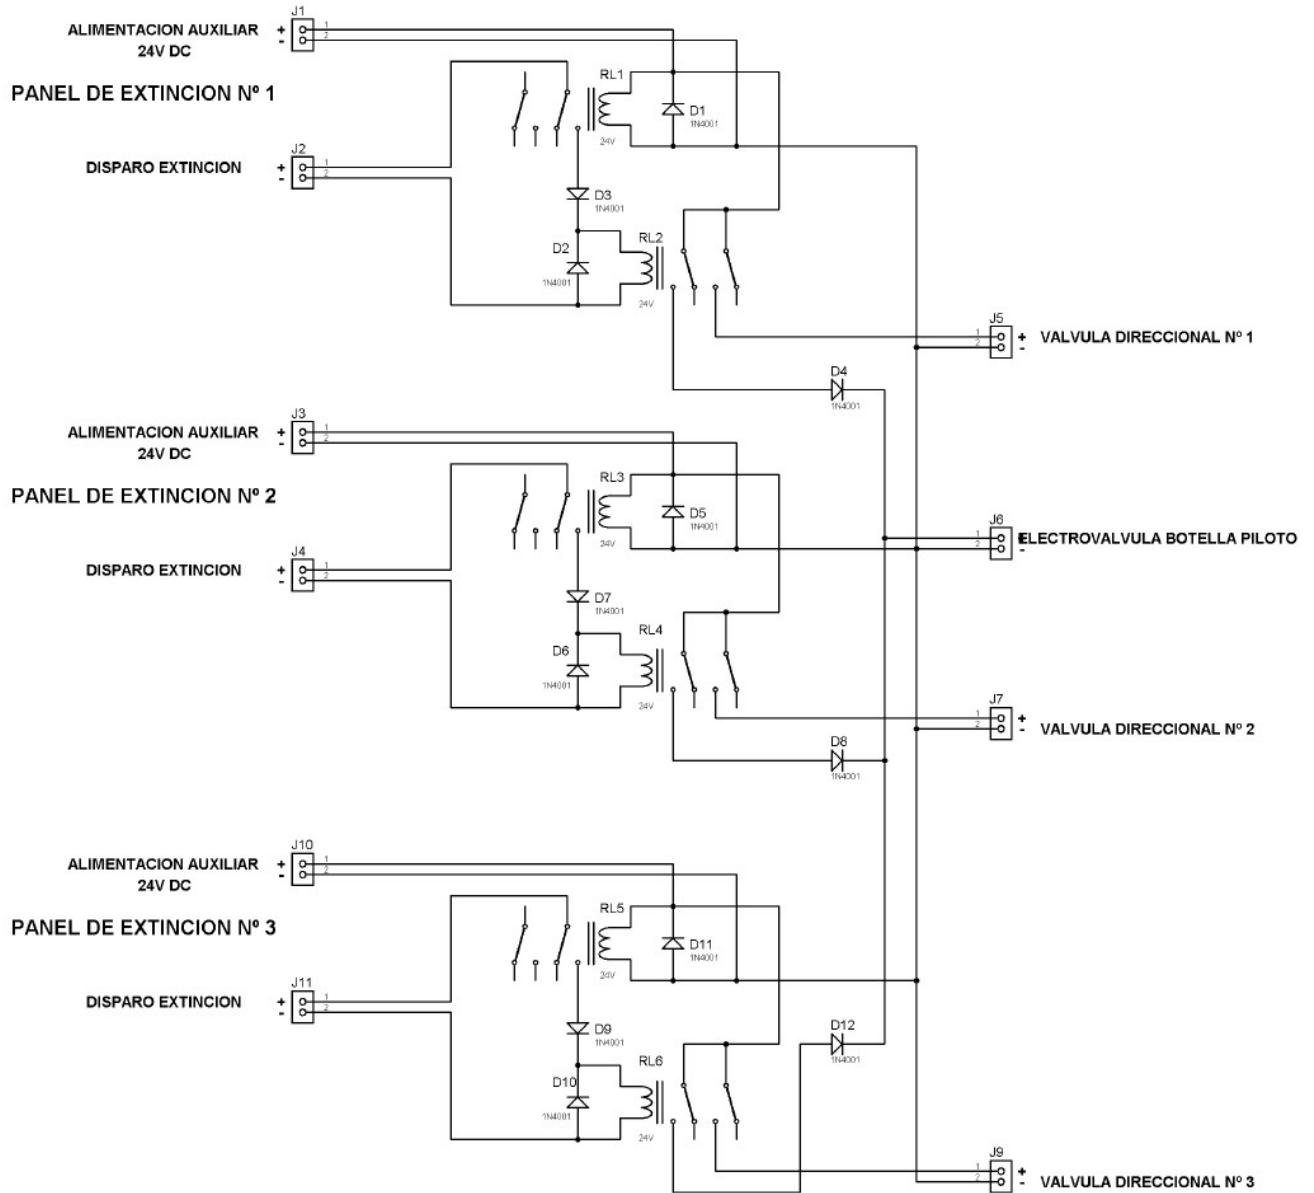 J1
ALIMENTACION AUXILIAR + 1
- 2
24V DC
RL1
PANEL DE EXTINCION Nº 1
D1
1N4001
24V
J2
DISPARO EXTINCION + 1
- 2
D3
1N4001
RL2
D2
1N4001
24V
J5
1 + VALVULA DIRECCIONAL Nº 1
2 -
D4
1N4001
J3
ALIMENTACION AUXILIAR + 1
- 2
24V DC
RL3
PANEL DE EXTINCION Nº 2
D5
1N4001
24V
J6
1 + ELECTROVALVULA BOTELLA PILOTO
2 -
J4
DISPARO EXTINCION + 1
- 2
D7
1N4001
RL4
D6
1N4001
24V
J7
1 + VALVULA DIRECCIONAL Nº 2
2 -
D8
1N4001
J10
ALIMENTACION AUXILIAR + 1
- 2
24V DC
RL5
PANEL DE EXTINCION Nº 3
D11
1N4001
24V
J11
DISPARO EXTINCION + 1
- 2
D9
1N4001
D12
1N4001
RL6
D10
1N4001
24V
J9
1 + VALVULA DIRECCIONAL Nº 3
2 -